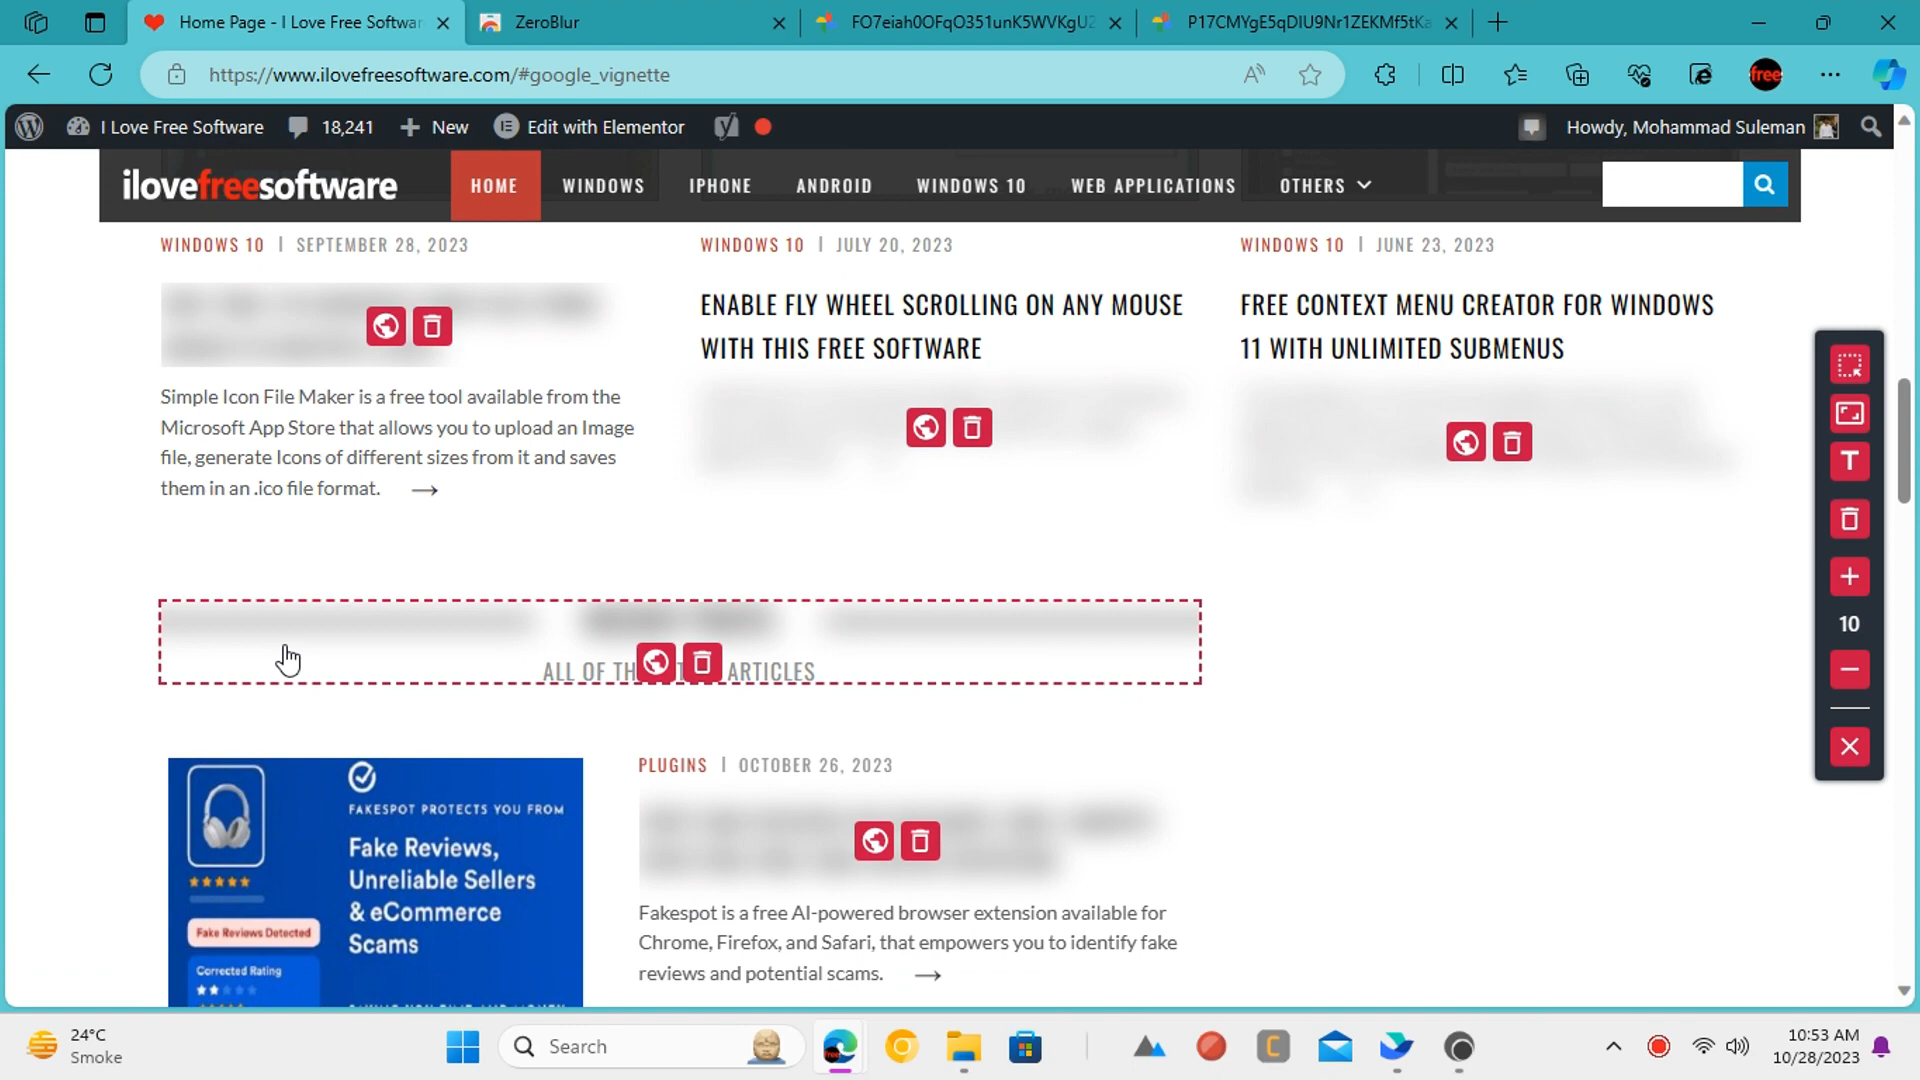 Home Page - I Love Free Softwar
ZeroBlur
FO7eiah0OFqO351unK5WVKgU2
P17CMYgE5qDIU9Nr1ZEKMf5tKa
https://www.ilovefreesoftware.com/#google_vignette
free
I Love Free Software
18,241
New
Edit with Elementor
Howdy, Mohammad Suleman
ilovefreesoftware
HOME
WINDOWS
IPHONE
ANDROID
WINDOWS 10
WEB APPLICATIONS
OTHERS
WINDOWS 10 | SEPTEMBER 28, 2023
WINDOWS 10 | JULY 20, 2023
WINDOWS 10 | JUNE 23, 2023
Simple Icon File Maker is a free tool available from the
Microsoft App Store that allows you to upload an Image
file, generate Icons of different sizes from it and saves
them in an .ico file format. →
ENABLE FLY WHEEL SCROLLING ON ANY MOUSE
WITH THIS FREE SOFTWARE
FREE CONTEXT MENU CREATOR FOR WINDOWS
11 WITH UNLIMITED SUBMENUS
T
10
ALL OF TH ARTICLES
FAKESPOT PROTECTS YOU FROM
Fake Reviews,
Unreliable Sellers
& eCommerce
Scams
Fake Reviews Detected
Corrected Rating
PLUGINS | OCTOBER 26, 2023
Fakespot is a free AI-powered browser extension available for
Chrome, Firefox, and Safari, that empowers you to identify fake
reviews and potential scams. →
24°C
Smoke
Search
C
10:53 AM
10/28/2023